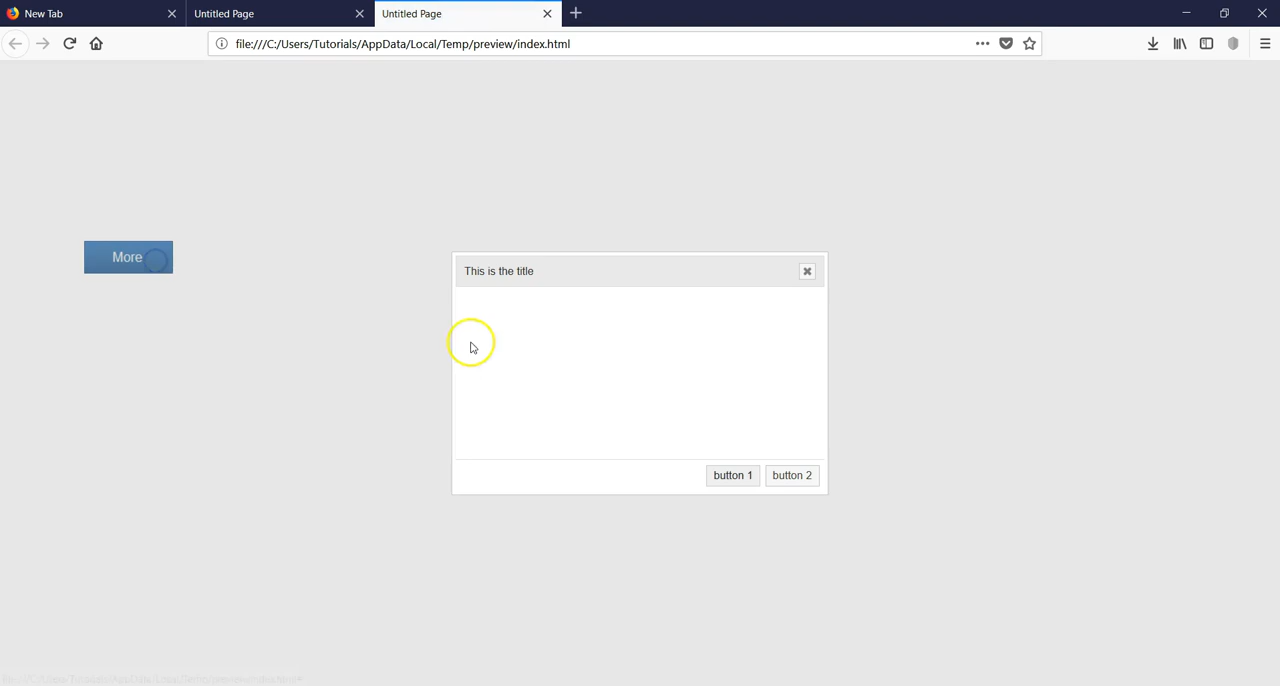 New Tab
Untitled Page
Untitled Page
file:///C:/Users/Tutorials/AppData/Local/Temp/preview/index.html
More
This is the title
button 1
button 2